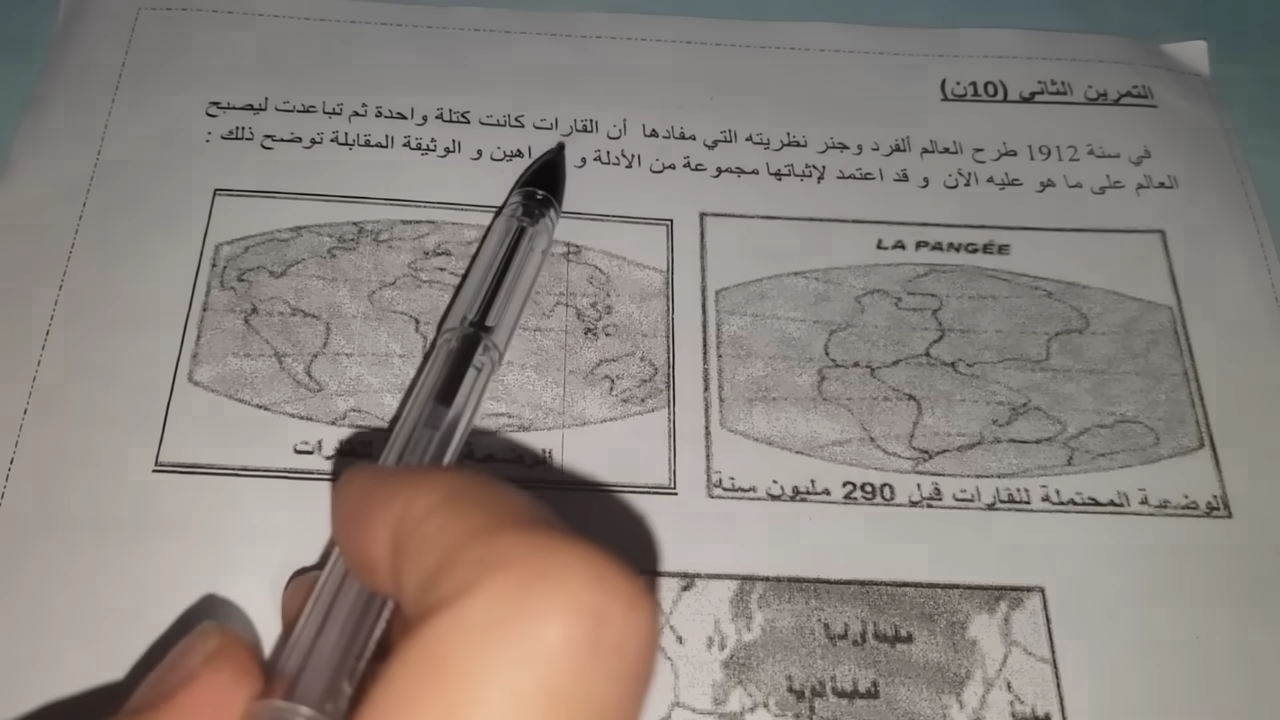 التمرين الثاني (10ن)
في سنة 1912 طرح العالم ألفرد وجنر نظريته التي مفادها أن القارات كانت كتلة واحدة ثم تباعدت ليصبح
العالم على ما هو عليه الآن و قد اعتمد لإثباتها مجموعة من الأدلة و اهين و الوثيقة المقابلة توضح ذلك :
LA PANGÉE
الوضعية المحتملة للقارات قبل 290 مليون سنة